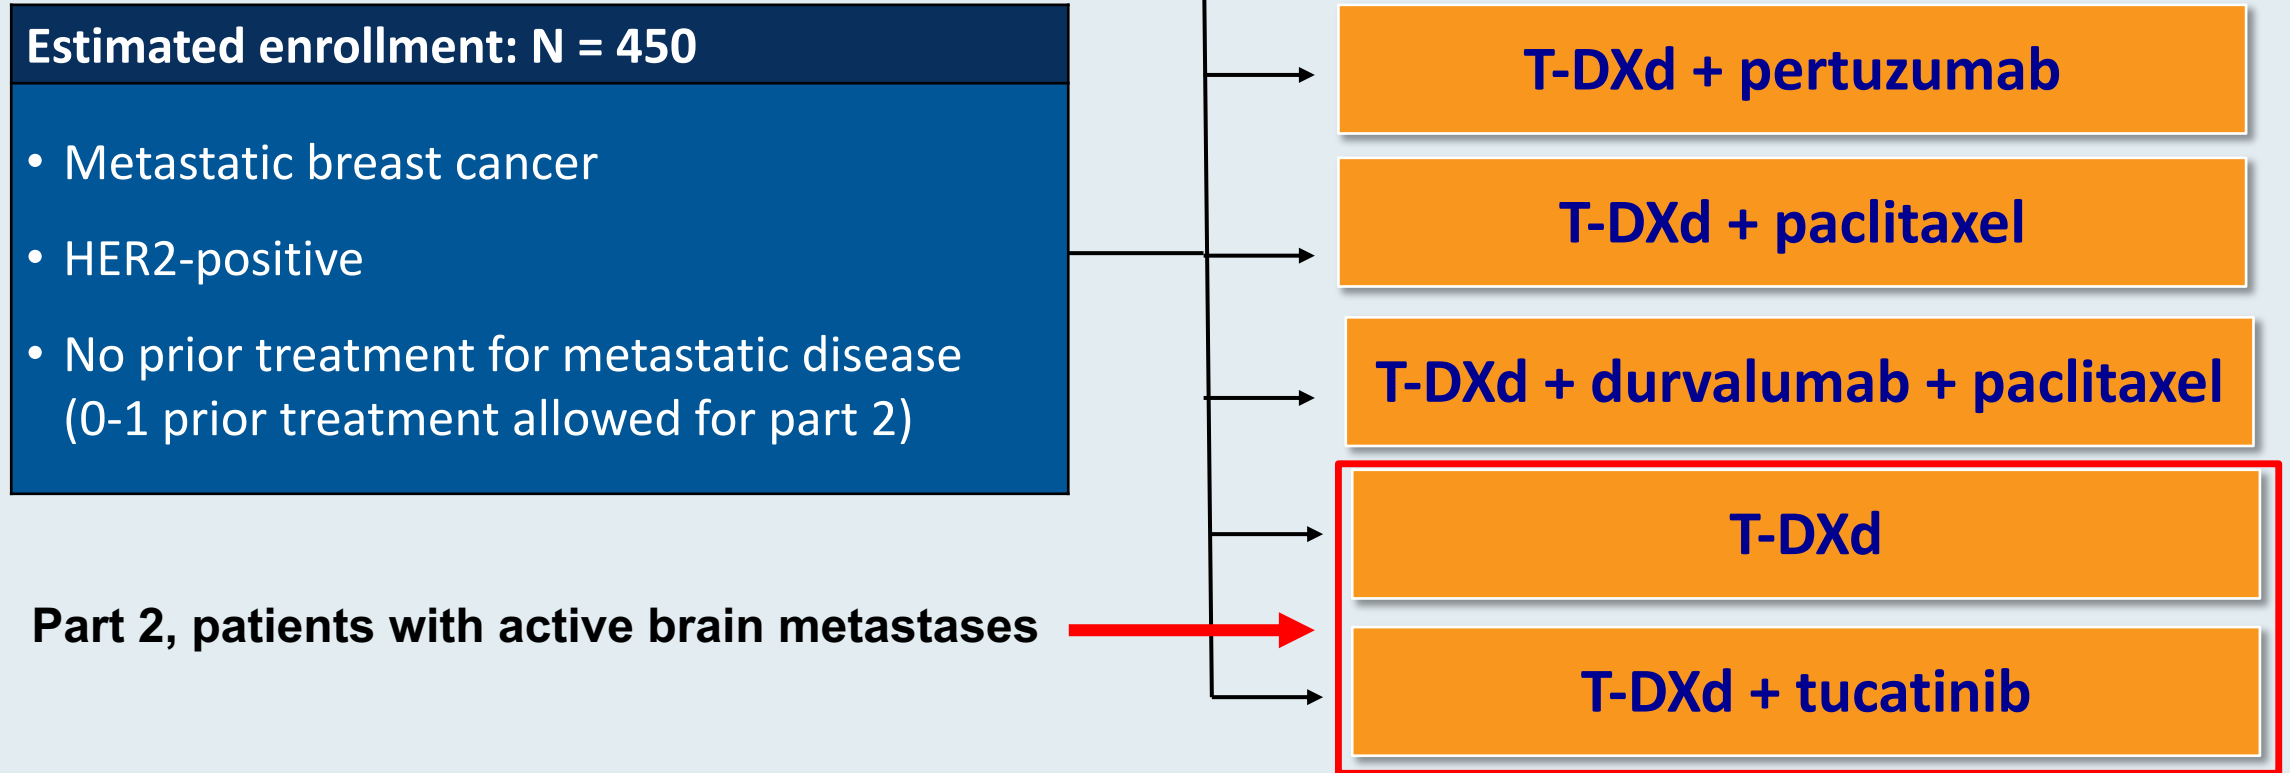 Estimated enrollment: N = 450
• Metastatic breast cancer
• HER2-positive
• No prior treatment for metastatic disease
(0-1 prior treatment allowed for part 2)
Part 2, patients with active brain metastases
T-DXd + pertuzumab
T-DXd + paclitaxel
T-DXd + durvalumab + paclitaxel
T-DXd
T-DXd + tucatinib